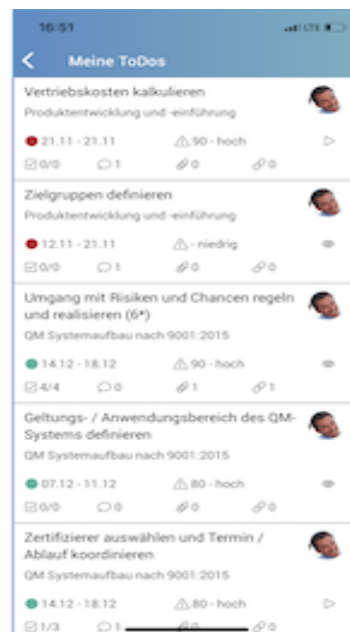 16:51
LTE
Meine ToDos
Vertriebskosten kalkulieren
Produktentwicklung und -einführung
21.11 - 21.11 90 - hoch
0/0 1 0 0
Zielgruppen definieren
Produktentwicklung und -einführung
12.11 - 21.11 - niedrig
0/0 1 0 0
Umgang mit Risiken und Chancen regeln
und realisieren (6*)
QM Systemaufbau nach 9001:2015
14.12 - 18.12 90 - hoch
4/4 0 1 1
Geltungs- / Anwendungsbereich des QM-
Systems definieren
QM Systemaufbau nach 9001:2015
07.12 - 11.12 80 - hoch
0/0 0 0 0
Zertifizierer auswählen und Termin /
Ablauf koordinieren
QM Systemaufbau nach 9001:2015
14.12 - 18.12 80 - hoch
1/3 1 0 0